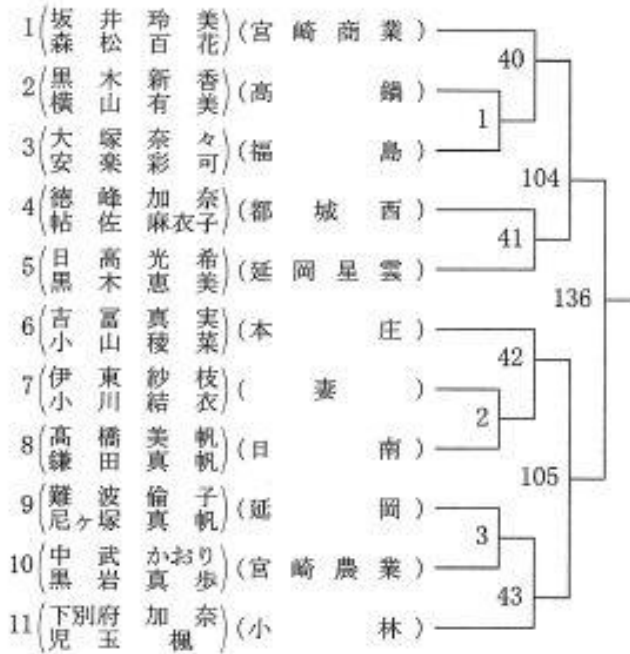 1 (坂井玲美 森松百花) (宮崎商業)
2 (黒木新香 横山有美) (高鍋)
3 (大塚奈々 安楽彩可) (福島)
4 (徳峰加奈 帖佐麻衣子) (都城西)
5 (日高光希 黒木恵美) (延岡星雲)
6 (吉冨真実 小山稜菜) (本庄)
7 (伊東紗枝 小川結衣) (妻)
8 (髙橋美帆 鎌田真帆) (日南)
9 (難波倫子 尼ヶ塚真帆) (延岡)
10 (中武かおり 黒岩真歩) (宮崎農業)
11 (下別府加奈 児玉楓) (小林)
40
1
104
41
136
42
2
105
3
43